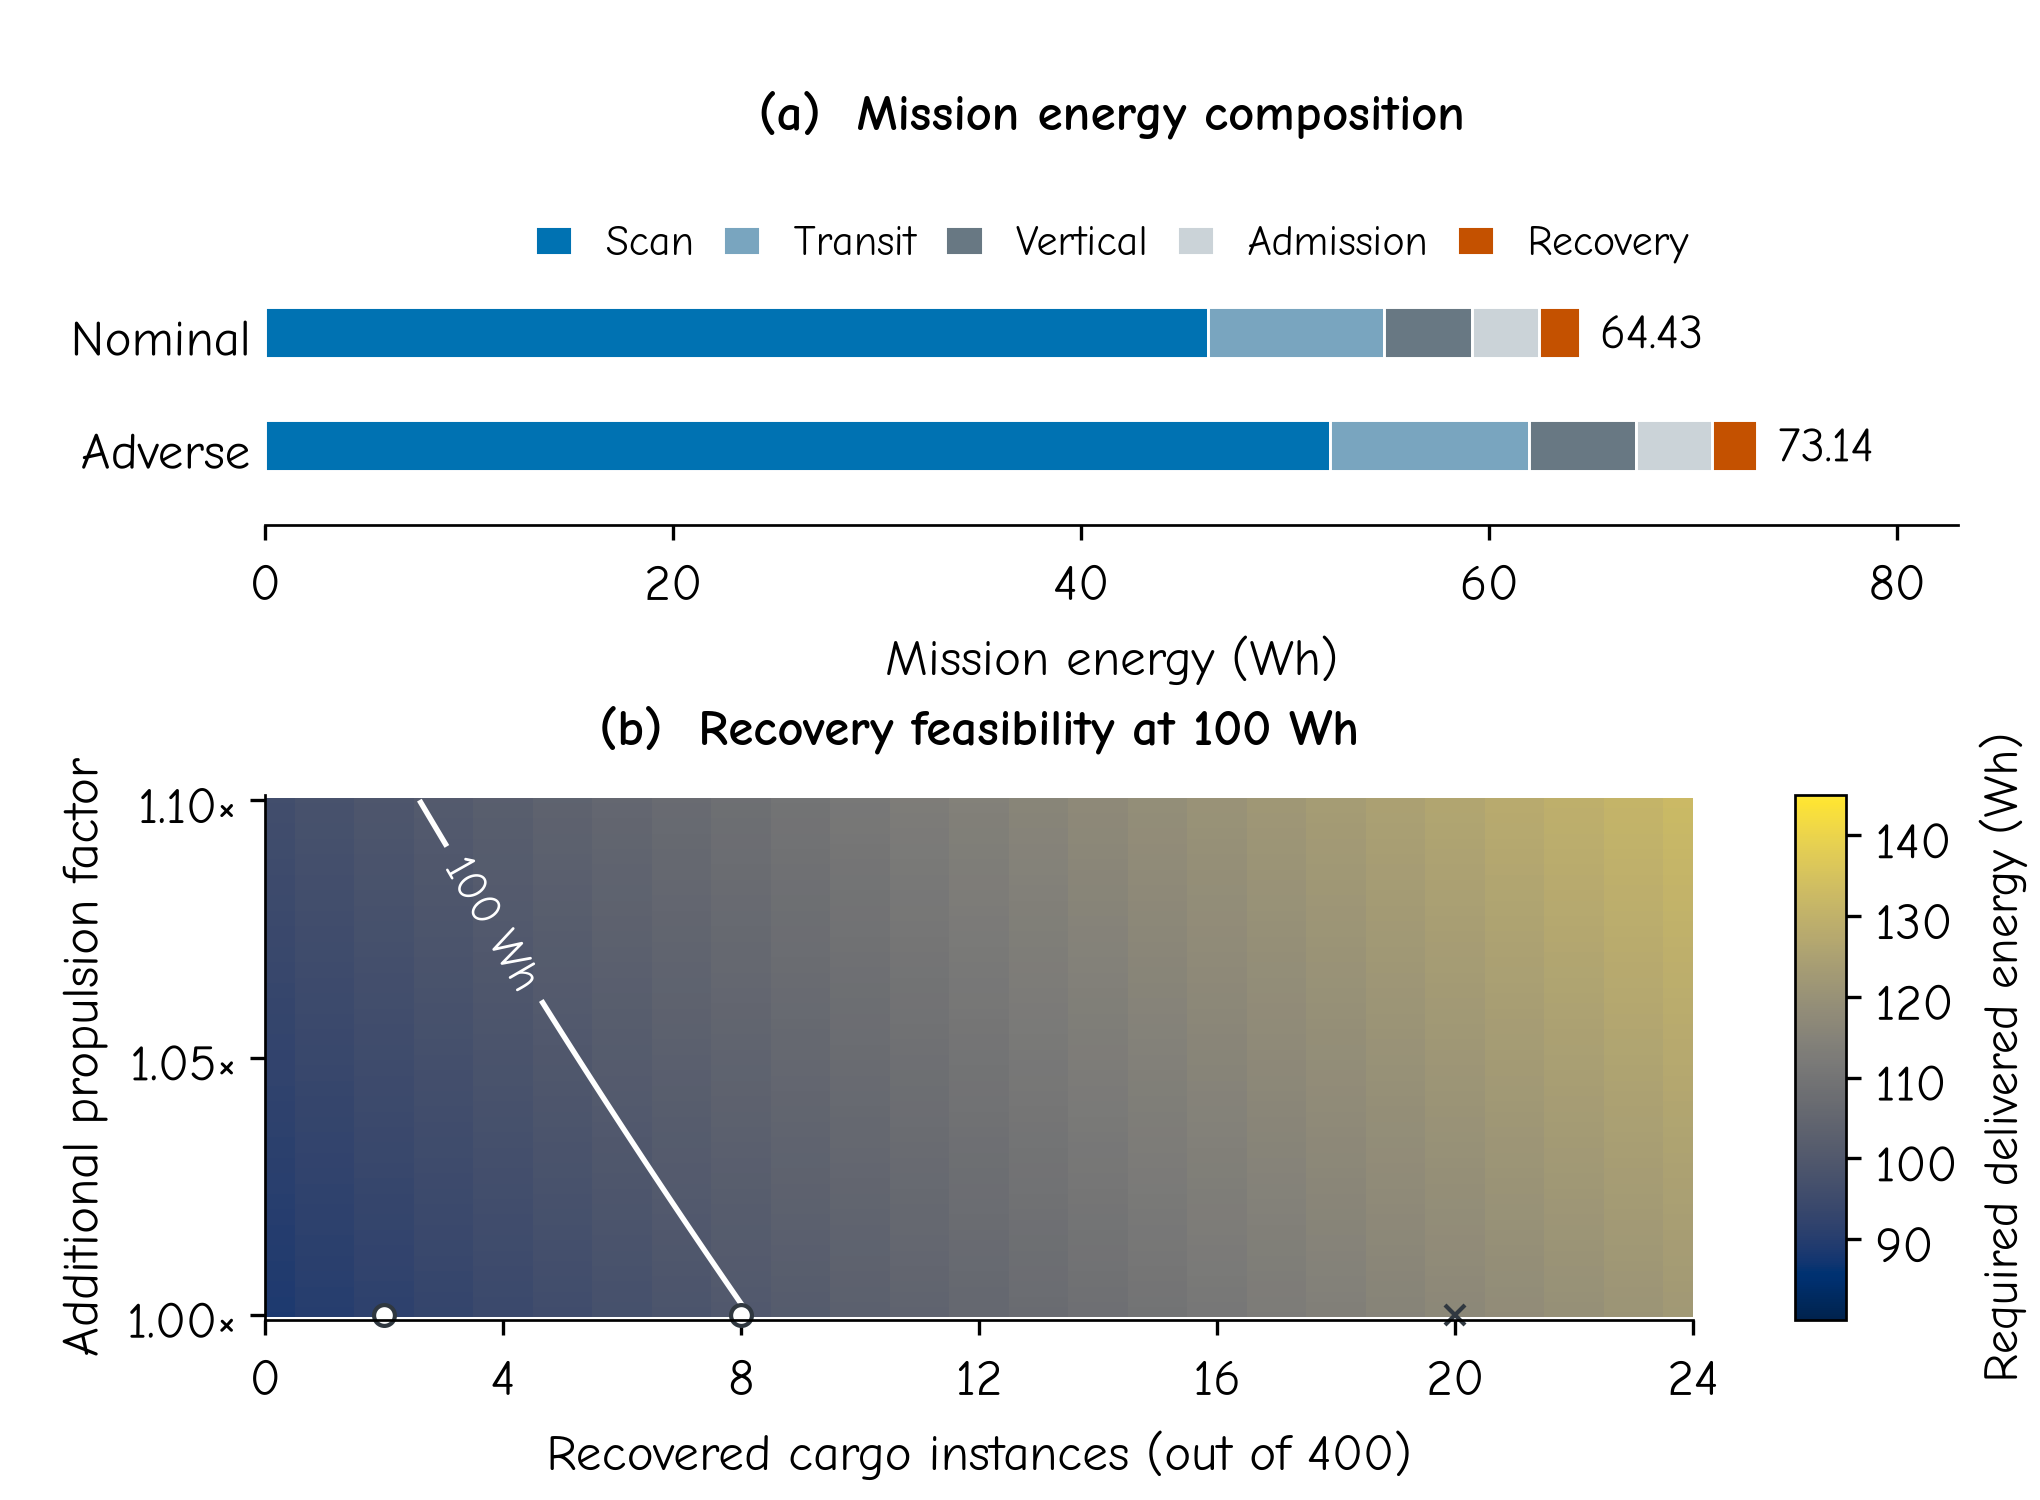 (a) Mission energy composition
Scan Transit Vertical Admission Recovery
Nominal 64.43
Adverse 73.14
0 20 40 60 80
Mission energy (Wh)
(b) Recovery feasibility at 100 Wh
Additional propulsion factor
1.10×
1.05×
1.00×
100 Wh
0 4 8 12 16 20 24
Recovered cargo instances (out of 400)
140
130
120
110
100
90
Required delivered energy (Wh)